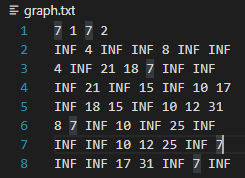 graph.txt
1 7 1 7 2
2 INF 4 INF INF 8 INF INF
3 4 INF 21 18 7 INF INF
4 INF 21 INF 15 INF 10 17
5 INF 18 15 INF 10 12 31
6 8 7 INF 10 INF 25 INF
7 INF INF 10 12 25 INF 7
8 INF INF 17 31 INF 7 INF